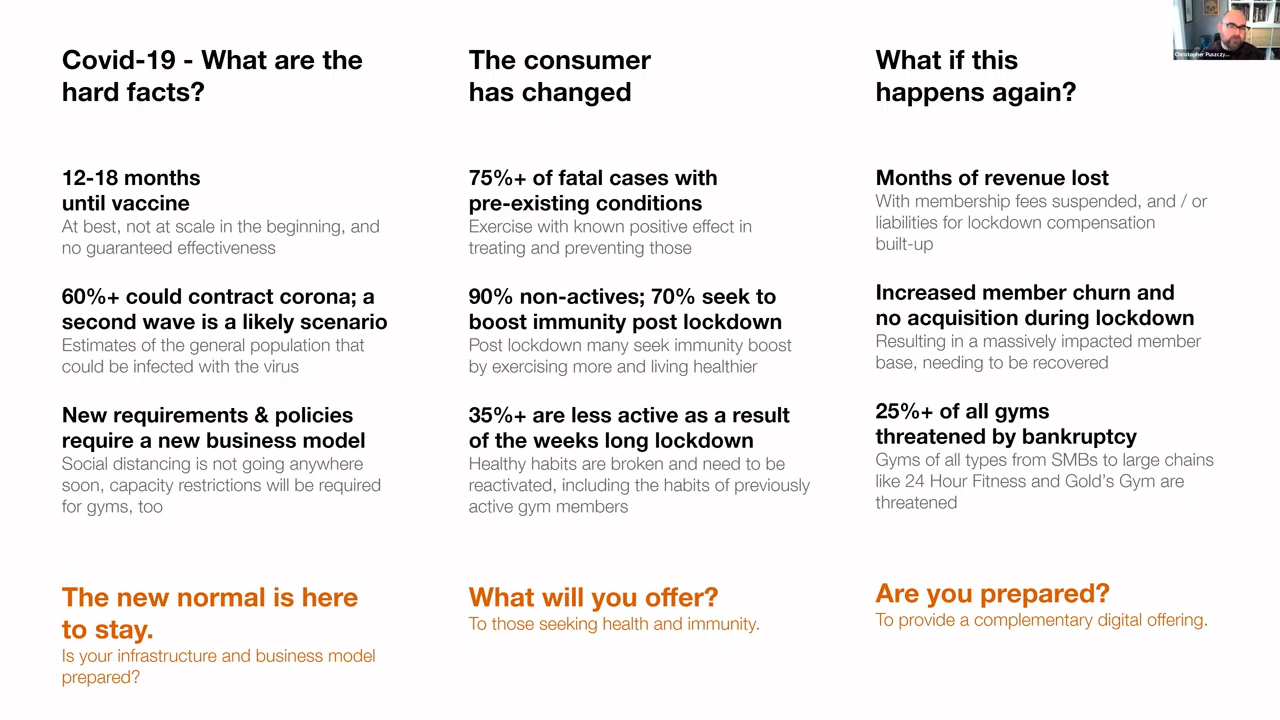 Covid-19 - What are the
hard facts?
12-18 months
until vaccine
At best, not at scale in the beginning, and
no guaranteed effectiveness
60%+ could contract corona; a
second wave is a likely scenario
Estimates of the general population that
could be infected with the virus
New requirements & policies
require a new business model
Social distancing is not going anywhere
soon, capacity restrictions will be required
for gyms, too
The new normal is here
to stay.
Is your infrastructure and business model
prepared?
The consumer
has changed
75%+ of fatal cases with
pre-existing conditions
Exercise with known positive effect in
treating and preventing those
90% non-actives; 70% seek to
boost immunity post lockdown
Post lockdown many seek immunity boost
by exercising more and living healthier
35%+ are less active as a result
of the weeks long lockdown
Healthy habits are broken and need to be
reactivated, including the habits of previously
active gym members
What will you offer?
To those seeking health and immunity.
What if this
happens again?
Months of revenue lost
With membership fees suspended, and / or
liabilities for lockdown compensation
built-up
Increased member churn and
no acquisition during lockdown
Resulting in a massively impacted member
base, needing to be recovered
25%+ of all gyms
threatened by bankruptcy
Gyms of all types from SMBs to large chains
like 24 Hour Fitness and Gold's Gym are
threatened
Are you prepared?
To provide a complementary digital offering.
Christopher Puszczy...